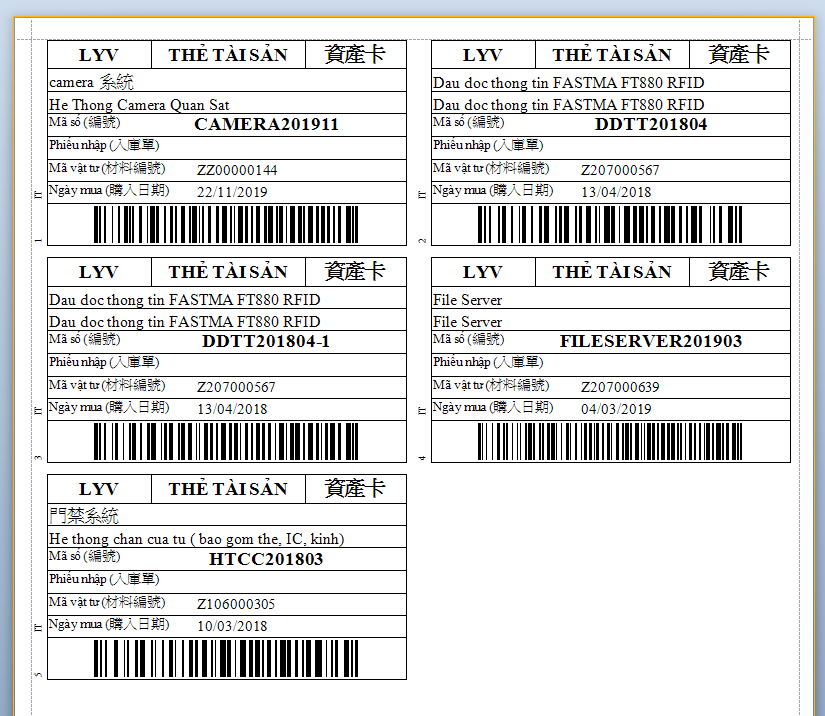 LYV THẺ TÀI SẢN 資產卡
camera 系統
He Thong Camera Quan Sat
Mã số (編號) CAMERA201911
Phiếu nhập (入庫單)
Mã vật tư (材料編號) ZZ00000144
Ngày mua (購入日期) 22/11/2019
IT
1
LYV THẺ TÀI SẢN 資產卡
Dau doc thong tin FASTMA FT880 RFID
Dau doc thong tin FASTMA FT880 RFID
Mã số (編號) DDTT201804
Phiếu nhập (入庫單)
Mã vật tư (材料編號) Z207000567
Ngày mua (購入日期) 13/04/2018
IT
2
LYV THẺ TÀI SẢN 資產卡
Dau doc thong tin FASTMA FT880 RFID
Dau doc thong tin FASTMA FT880 RFID
Mã số (編號) DDTT201804-1
Phiếu nhập (入庫單)
Mã vật tư (材料編號) Z207000567
Ngày mua (購入日期) 13/04/2018
IT
3
LYV THẺ TÀI SẢN 資產卡
File Server
File Server
Mã số (編號) FILESERVER201903
Phiếu nhập (入庫單)
Mã vật tư (材料編號) Z207000639
Ngày mua (購入日期) 04/03/2019
IT
4
LYV THẺ TÀI SẢN 資產卡
門禁系統
He thong chan cua tu ( bao gom the, IC, kinh)
Mã số (編號) HTCC201803
Phiếu nhập (入庫單)
Mã vật tư (材料編號) Z106000305
Ngày mua (購入日期) 10/03/2018
IT
5